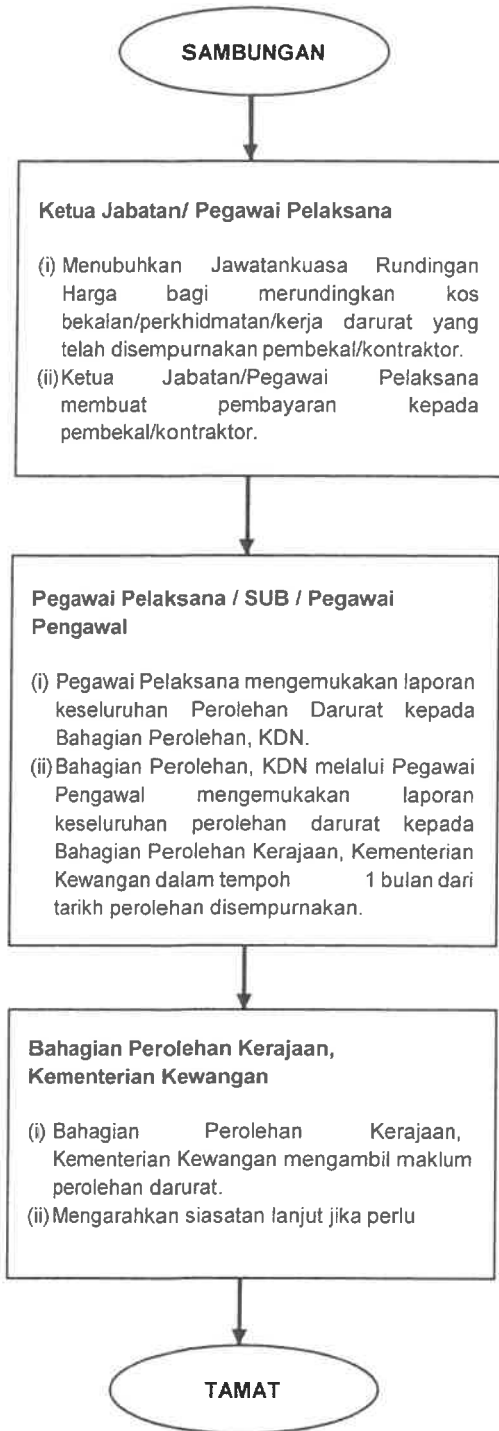 SAMBUNGAN
Ketua Jabatan/ Pegawai Pelaksana
(i) Menubuhkan Jawatankuasa Rundingan
Harga bagi merundingkan kos
bekalan/perkhidmatan/kerja darurat yang
telah disempurnakan pembekal/kontraktor.
(ii) Ketua Jabatan/Pegawai Pelaksana
membuat pembayaran kepada
pembekal/kontraktor.
Pegawai Pelaksana / SUB / Pegawai
Pengawal
(i) Pegawai Pelaksana mengemukakan laporan
keseluruhan Perolehan Darurat kepada
Bahagian Perolehan, KDN.
(ii) Bahagian Perolehan, KDN melalui Pegawai
Pengawal mengemukakan laporan
keseluruhan perolehan darurat kepada
Bahagian Perolehan Kerajaan, Kementerian
Kewangan dalam tempoh 1 bulan dari
tarikh perolehan disempurnakan.
Bahagian Perolehan Kerajaan,
Kementerian Kewangan
(i) Bahagian Perolehan Kerajaan,
Kementerian Kewangan mengambil maklum
perolehan darurat.
(ii) Mengarahkan siasatan lanjut jika perlu
TAMAT